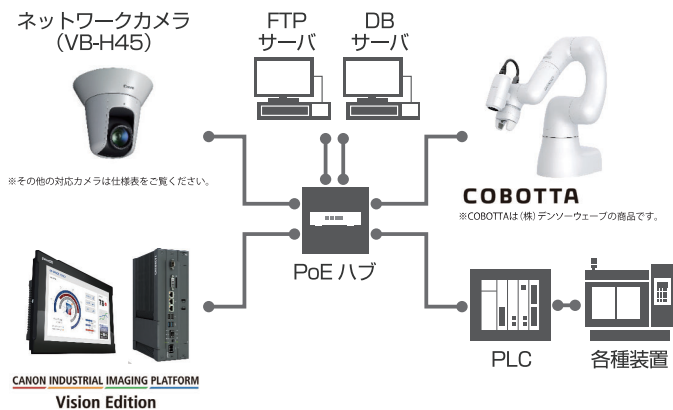 ネットワークカメラ
（VB-H45）
FTP
サーバ
DB
サーバ
Canon
※その他の対応カメラは仕様表をご覧ください。
COBOTTA
※COBOTTAは（株）デンソーウェーブの商品です。
PoE ハブ
PLC
各種装置
CANON INDUSTRIAL IMAGING PLATFORM
Vision Edition